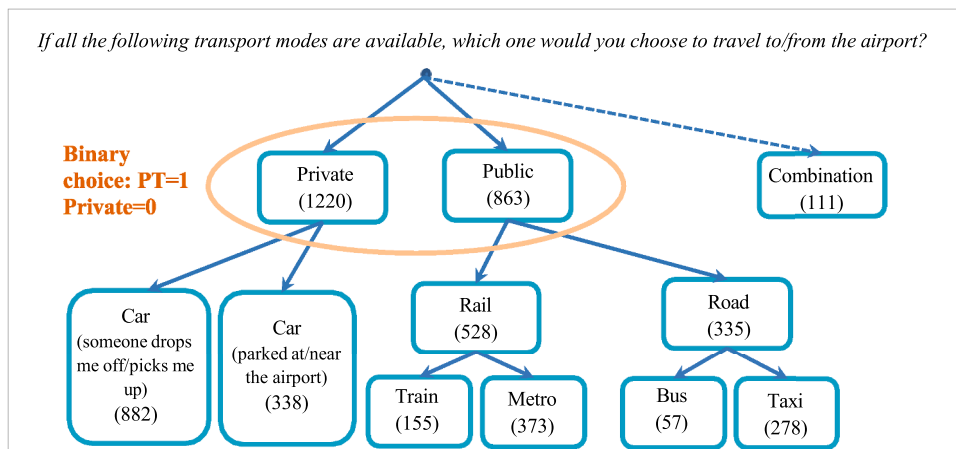 If all the following transport modes are available, which one would you choose to travel to/from the airport?
Binary
choice: PT=1
Private=0
Private
(1220)
Public
(863)
Combination
(111)
Car
(someone drops
me off/picks me
up)
(882)
Car
(parked at/near
the airport)
(338)
Rail
(528)
Road
(335)
Train
(155)
Metro
(373)
Bus
(57)
Taxi
(278)